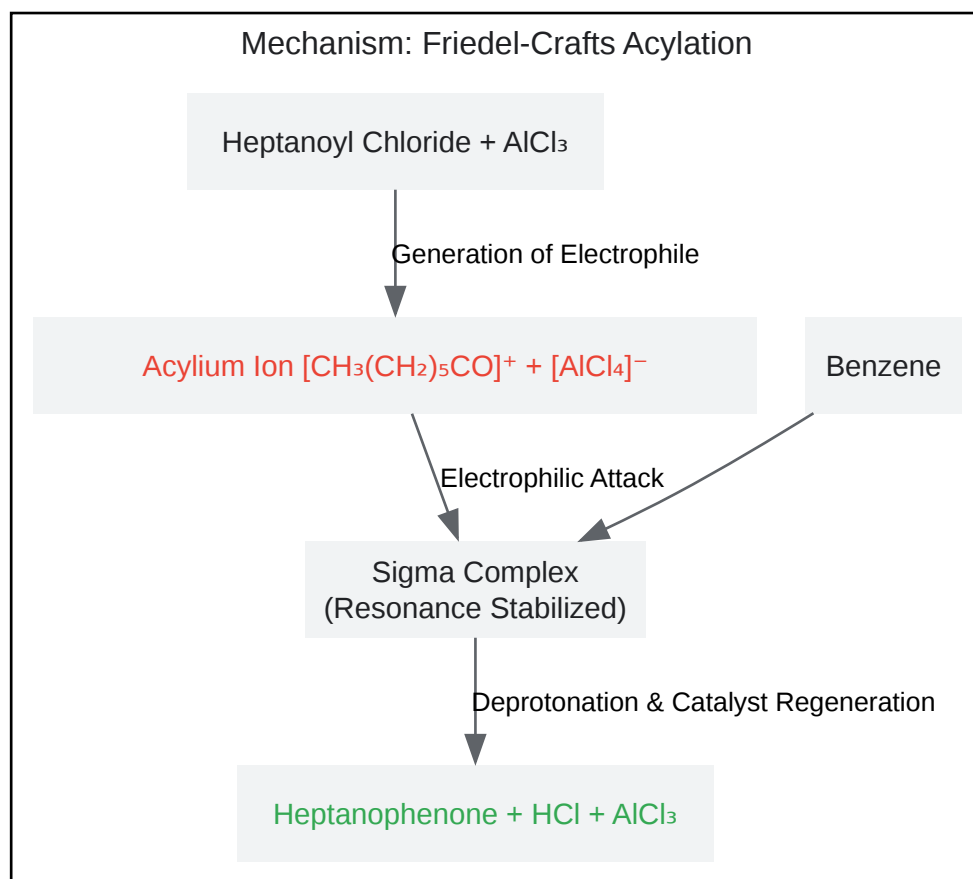 Mechanism: Friedel-Crafts Acylation
Heptanoyl Chloride + AlCl₃
Generation of Electrophile
Acylium Ion [CH₃(CH₂)₅CO]⁺ + [AlCl₄]⁻
Benzene
Electrophilic Attack
Sigma Complex
(Resonance Stabilized)
Deprotonation & Catalyst Regeneration
Heptanophenone + HCl + AlCl₃